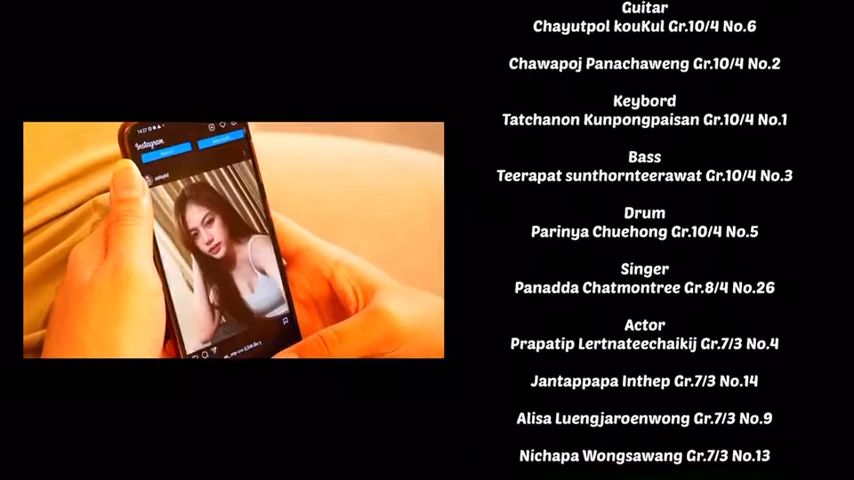 Guitar
Chayutpol kouKul Gr.10/4 No.6
Chawapoj Panachaweng Gr.10/4 No.2
Keybord
Tatchanon Kunpongpaisan Gr.10/4 No.1
Bass
Teerapat sunthornteerawat Gr.10/4 No.3
Drum
Parinya Chuehong Gr.10/4 No.5
Singer
Panadda Chatmontree Gr.8/4 No.26
Actor
Prapatip Lertnateechaikij Gr.7/3 No.4
Jantappapa Inthep Gr.7/3 No.14
Alisa Luengjaroenwong Gr.7/3 No.9
Nichapa Wongsawang Gr.7/3 No.13
14:27
Instagram